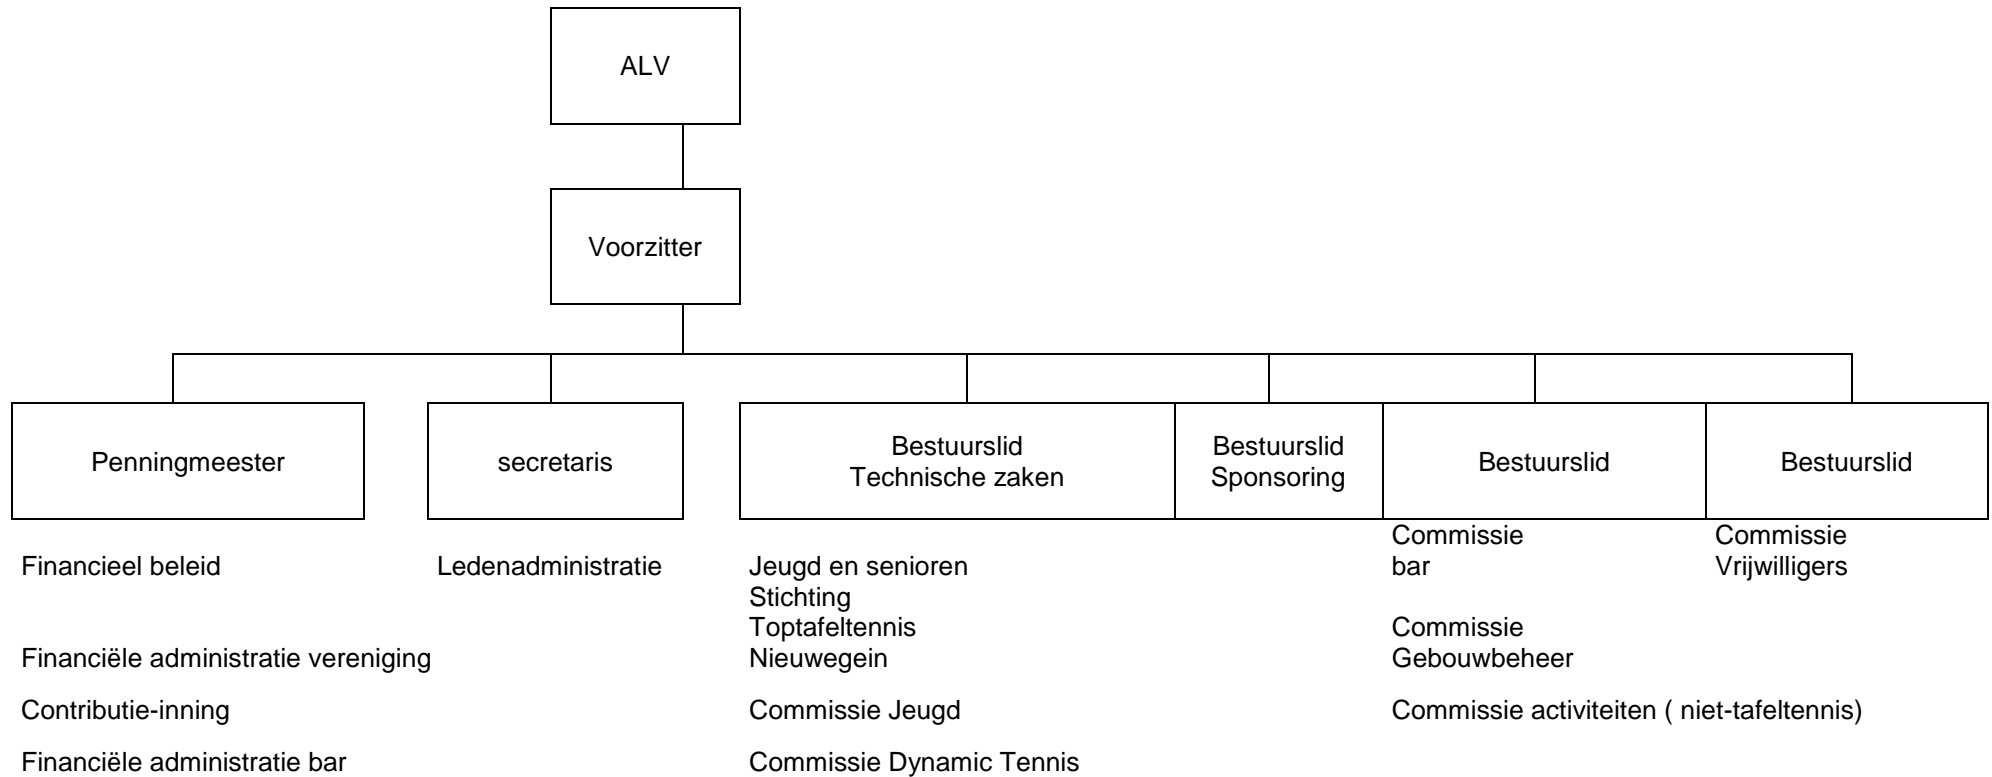 ALV
Voorzitter
Penningmeester
secretaris
Bestuurslid
Technische zaken
Bestuurslid
Sponsoring
Bestuurslid
Bestuurslid
Financieel beleid
Financiële administratie vereniging
Contributie-inning
Financiële administratie bar
Ledenadministratie
Jeugd en senioren
Stichting
Toptafeltennis
Nieuwegein
Commissie Jeugd
Commissie Dynamic Tennis
Commissie
bar
Commissie
Gebouwbeheer
Commissie activiteiten ( niet-tafeltennis)
Commissie
Vrijwilligers